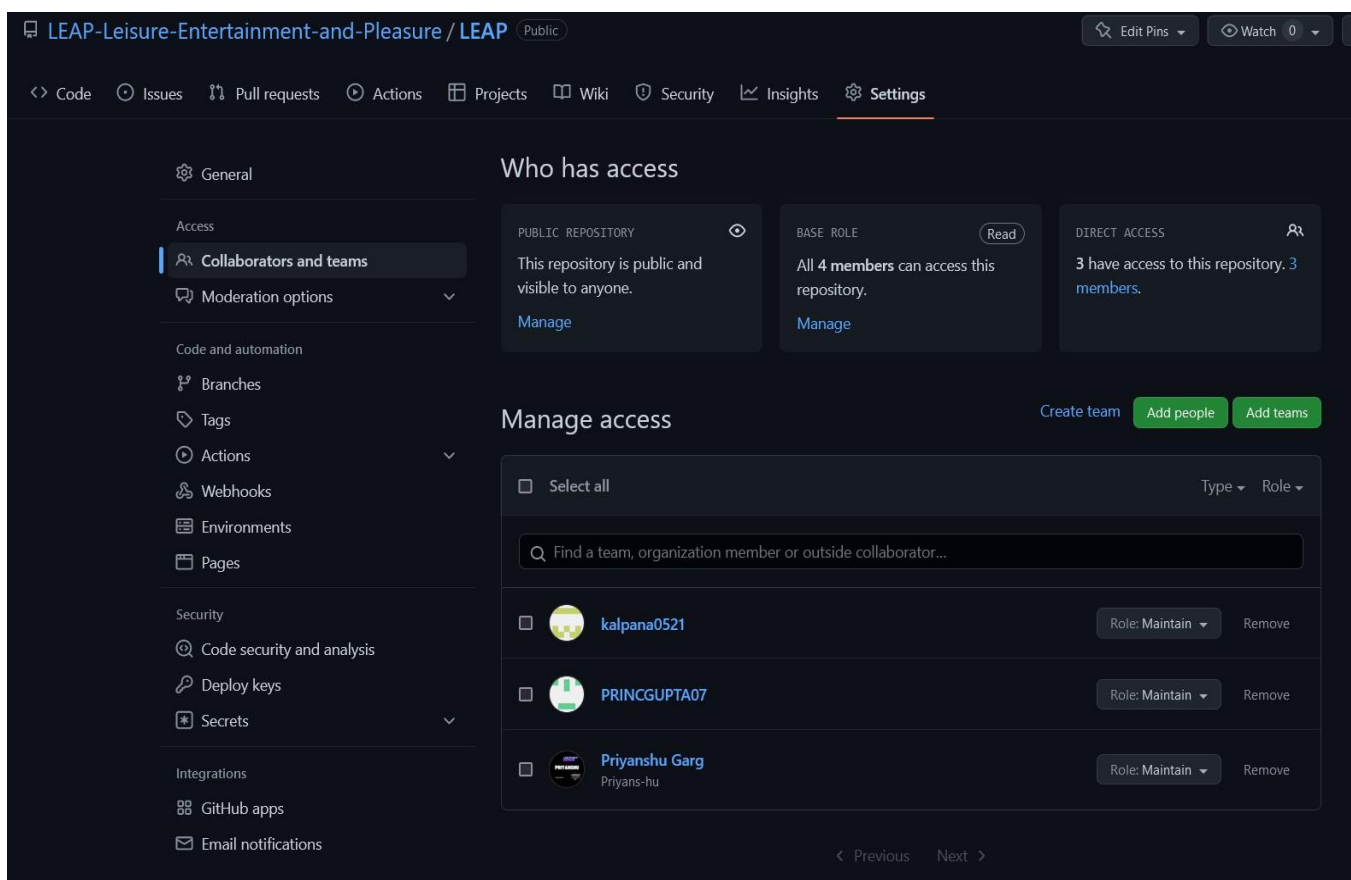 LEAP-Leisure-Entertainment-and-Pleasure / LEAP Public
Edit Pins
Watch 0
Code
Issues
Pull requests
Actions
Projects
Wiki
Security
Insights
Settings
General
Access
Collaborators and teams
Moderation options
Code and automation
Branches
Tags
Actions
Webhooks
Environments
Pages
Security
Code security and analysis
Deploy keys
Secrets
Integrations
GitHub apps
Email notifications
Who has access
PUBLIC REPOSITORY
This repository is public and
visible to anyone.
Manage
BASE ROLE
Read
All 4 members can access this
repository.
Manage
DIRECT ACCESS
3 have access to this repository. 3
members.
Manage access
Create team
Add people
Add teams
Select all
Type
Role
Find a team, organization member or outside collaborator...
kalpana0521
Role: Maintain
Remove
PRINCGUPTA07
Role: Maintain
Remove
Priyanshu Garg
Priyans-hu
Role: Maintain
Remove
Previous
Next